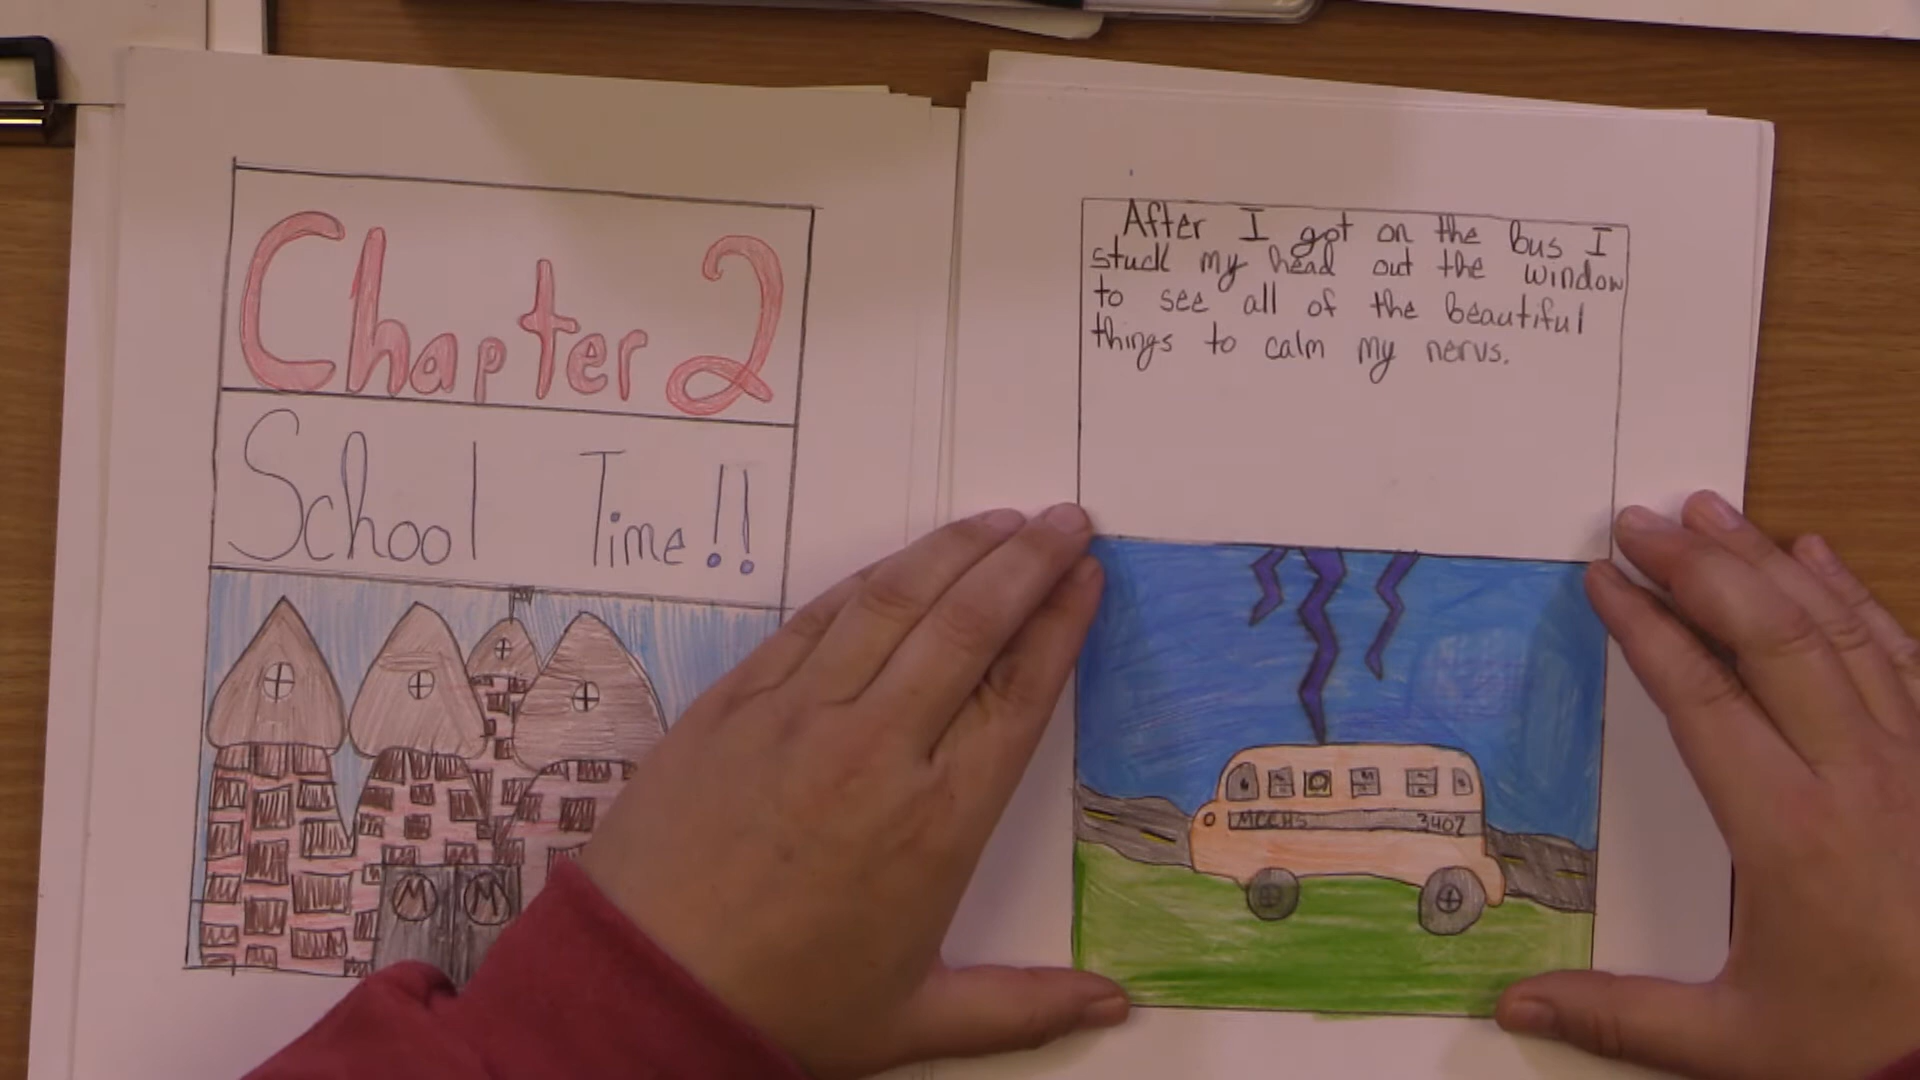 Chapter 2
School Time!!
M M
After I got on the bus I
stuck my head out the window
to see all of the beautiful
things to calm my nervs.
MCCHS 3407